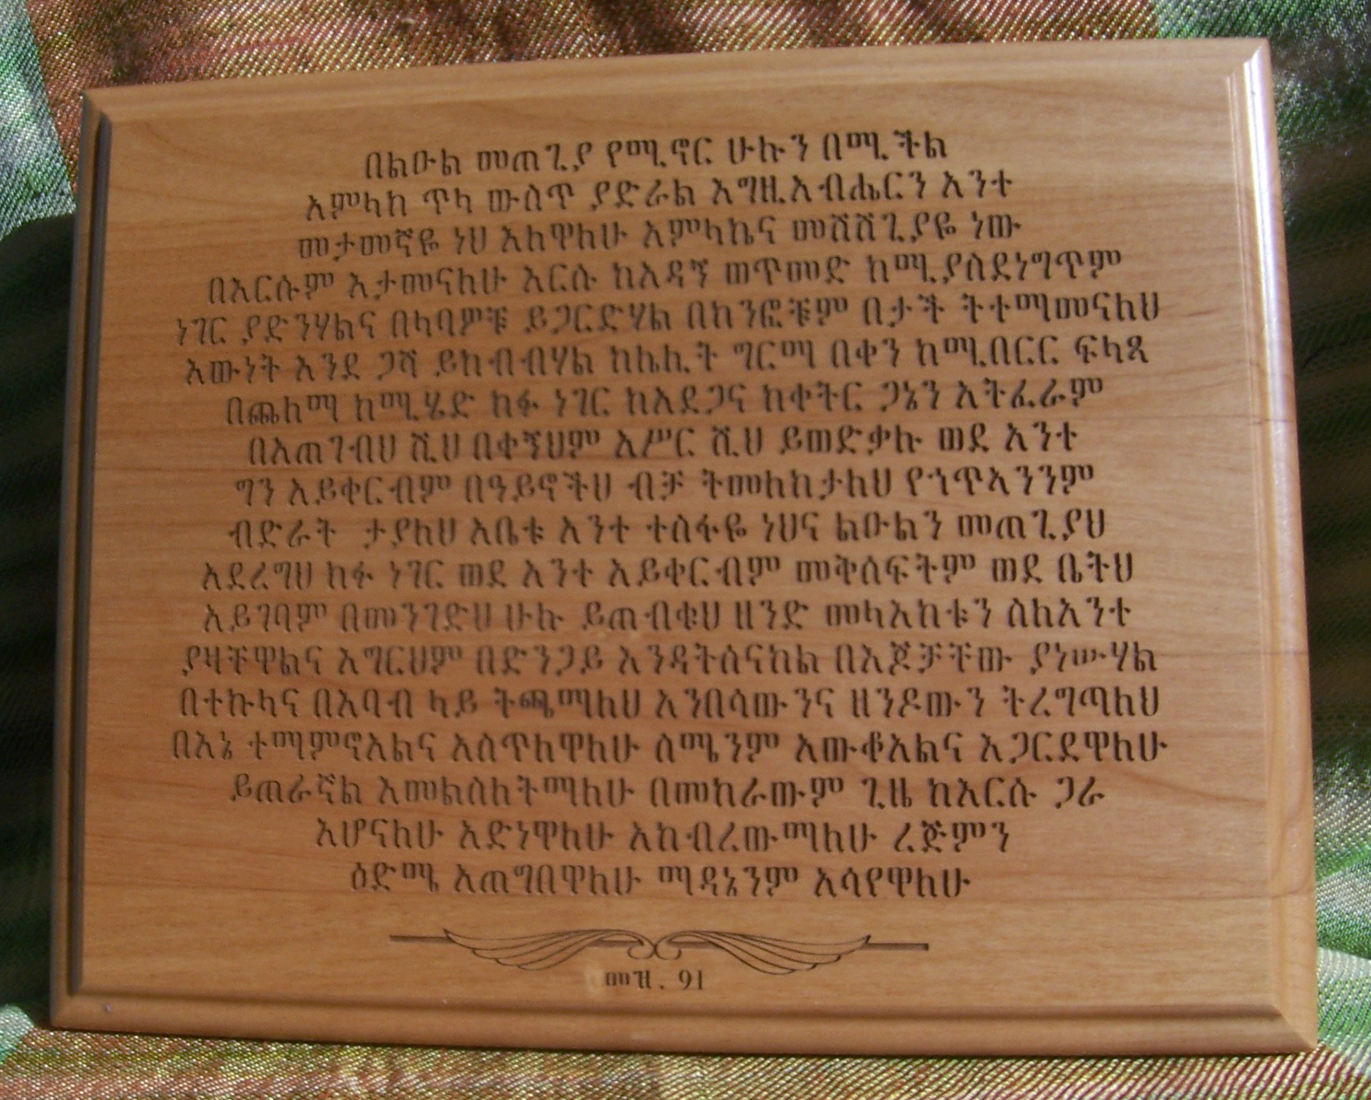 በልዑል መጠጊያ የሚኖር ሁሉን በሚችል
አምላክ ጥላ ውስጥ ያድራል እግዚአብሔርን አንተ
መታመኛዬ ነህ እለዋለሁ አምላኬና መሸሸጊያዬ ነው
በእርሱም እታመናለሁ እርሱ ከአዳኝ ወጥመድ ከሚያስደነግጥም
ነገር ያድንሃልና በላባዎቹ ይጋርድሃል በክንፎቹም በታች ትተማመናለህ
እውነት እንደ ጋሻ ይከብብሃል ከሌሊት ግርማ በቀን ከሚበርር ፍላጻ
በጨለማ ከሚሄድ ክፉ ነገር ከአደጋና ከቀትር ጋኔን አትፈራም
በአጠገብህ ሺህ በቀኝህም አሥር ሺህ ይወድቃሉ ወደ አንተ
ግን አይቀርብም በዓይኖችህ ብቻ ትመለከታለህ የኀጥኣንንም
ብድራት ታያለህ አቤቱ አንተ ተስፋዬ ነህና ልዑልን መጠጊያህ
አደረግህ ክፉ ነገር ወደ አንተ አይቀርብም መቅሰፍትም ወደ ቤትህ
አይገባም በመንገድህ ሁሉ ይጠብቁህ ዘንድ መላእክቱን ስለአንተ
ያዛቸዋልና እግርህም በድንጋይ እንዳትሰናከል በእጆቻቸው ያነሡሃል
በተኩላና በእባብ ላይ ትጫማለህ አንበሳውንና ዘንዶውን ትረግጣለህ
በእኔ ተማምኖአልና አስጥለዋለሁ ስሜንም አውቆአልና እጋርደዋለሁ
ይጠራኛል እመልስለትማለሁ በመከራውም ጊዜ ከእርሱ ጋራ
እሆናለሁ አድነዋለሁ አከብረውማለሁ ረጅምን
ዕድሜ አጠግበዋለሁ ማዳኔንም አሳየዋለሁ
መዝ. 91